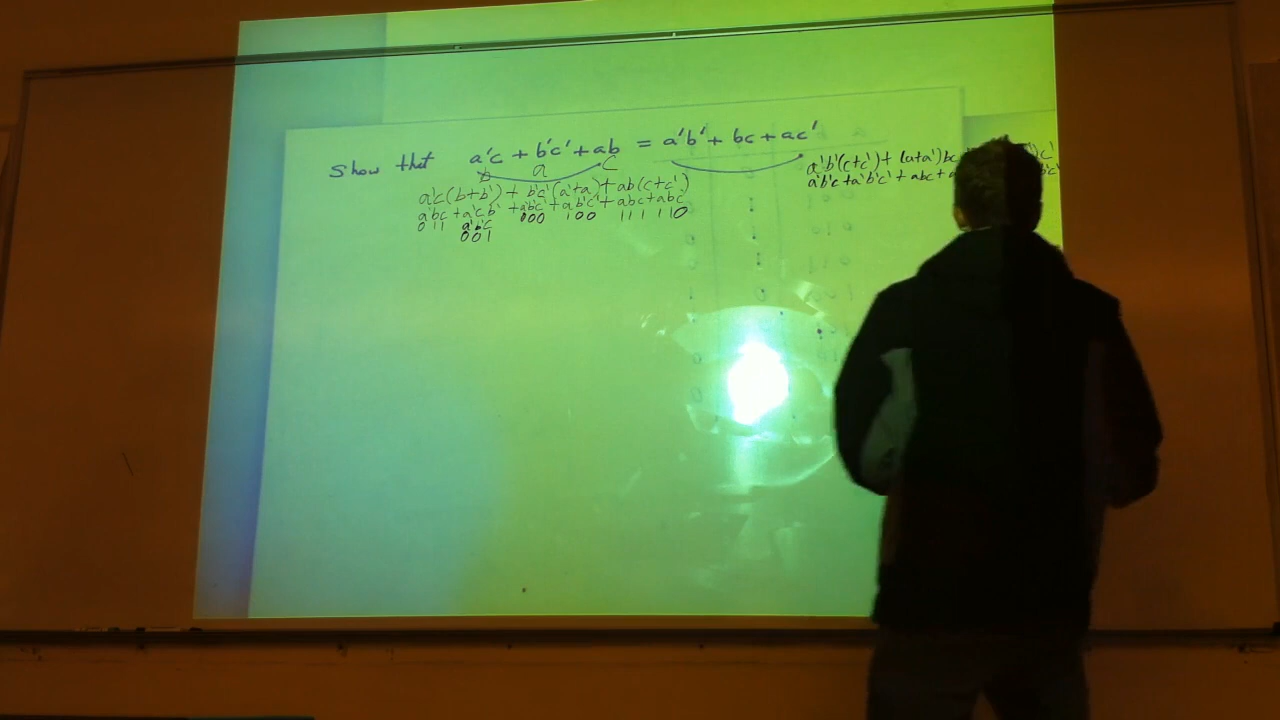 Show that a'c + b'c' + ab = a'b' + bc + ac'
b a c
a'c(b+b') + b'c'(a'+a) + ab(c+c')
a'bc + a'cb' + a'b'c' + ab'c' + abc + abc
011 a'b'c 000 100 111 110
001
a'b'(c+c') + (a+a')bc c'
a'b'c + a'b'c' + abc + bc'